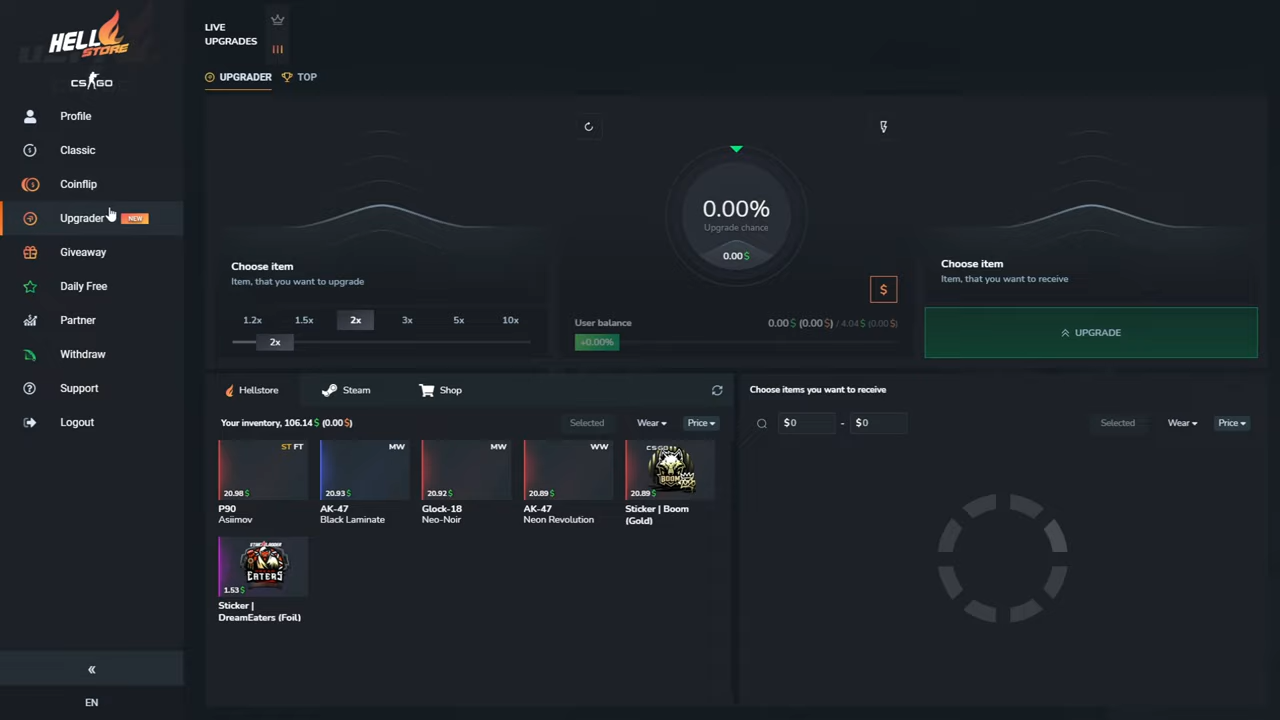 HELL
STORE
CS GO
Profile
Classic
Coinflip
Upgrader NEW
Giveaway
Daily Free
Partner
Withdraw
Support
Logout
«
EN
LIVE
UPGRADES
UPGRADER TOP
0.00%
Upgrade chance
0.00$
Choose item
Item, that you want to upgrade
1.2x 1.5x 2x 3x 5x 10x
2x
$
User balance 0.00$ (0.00$) / 4.04$ (0.00$)
+0.00%
Choose item
Item, that you want to receive
UPGRADE
Hellstore Steam Shop
Your inventory, 106.14$ (0.00$) Selected Wear Price
ST FT
20.98$
P90
Asiimov
MW
20.93$
AK-47
Black Laminate
MW
20.92$
Glock-18
Neo-Noir
WW
20.89$
AK-47
Neon Revolution
CSGO
BOOM
20.89$
Sticker | Boom
(Gold)
EATERS
1.53$
Sticker |
DreamEaters (Foil)
Choose items you want to receive
$0 - $0 Selected Wear Price